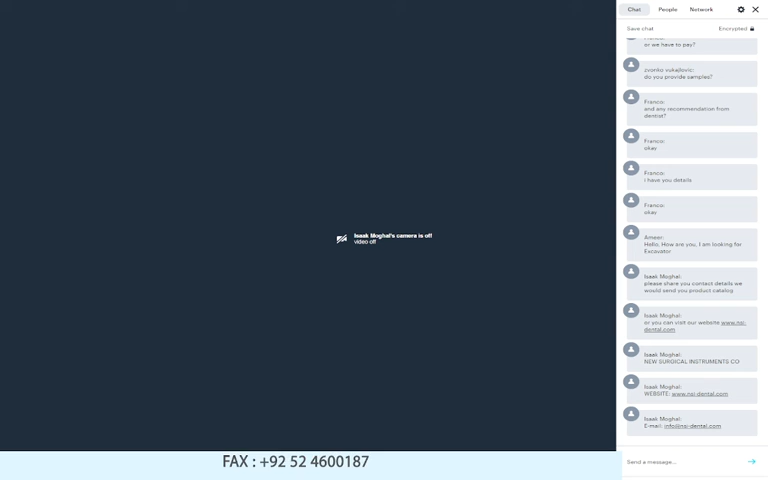 Chat People Network
Save chat Encrypted
or we have to pay?
zvonko vukajlovic:
do you provide samples?
Franco:
and any recommendation from
dentist?
Franco:
okay
Franco:
i have you details
Franco:
okay
Ameer:
Hello, How are you, I am looking for
Excavator
Isaak Moghal:
please share you contact details we
would send you product catalog
Isaak Moghal:
or you can visit our website www.nsi-
dental.com
Isaak Moghal:
NEW SURGICAL INSTRUMENTS CO
Isaak Moghal:
WEBSITE: www.nsi-dental.com
Isaak Moghal:
E-mail: info@nsi-dental.com
Send a message...
Isaak Moghal's camera is off
video off
FAX : +92 52 4600187